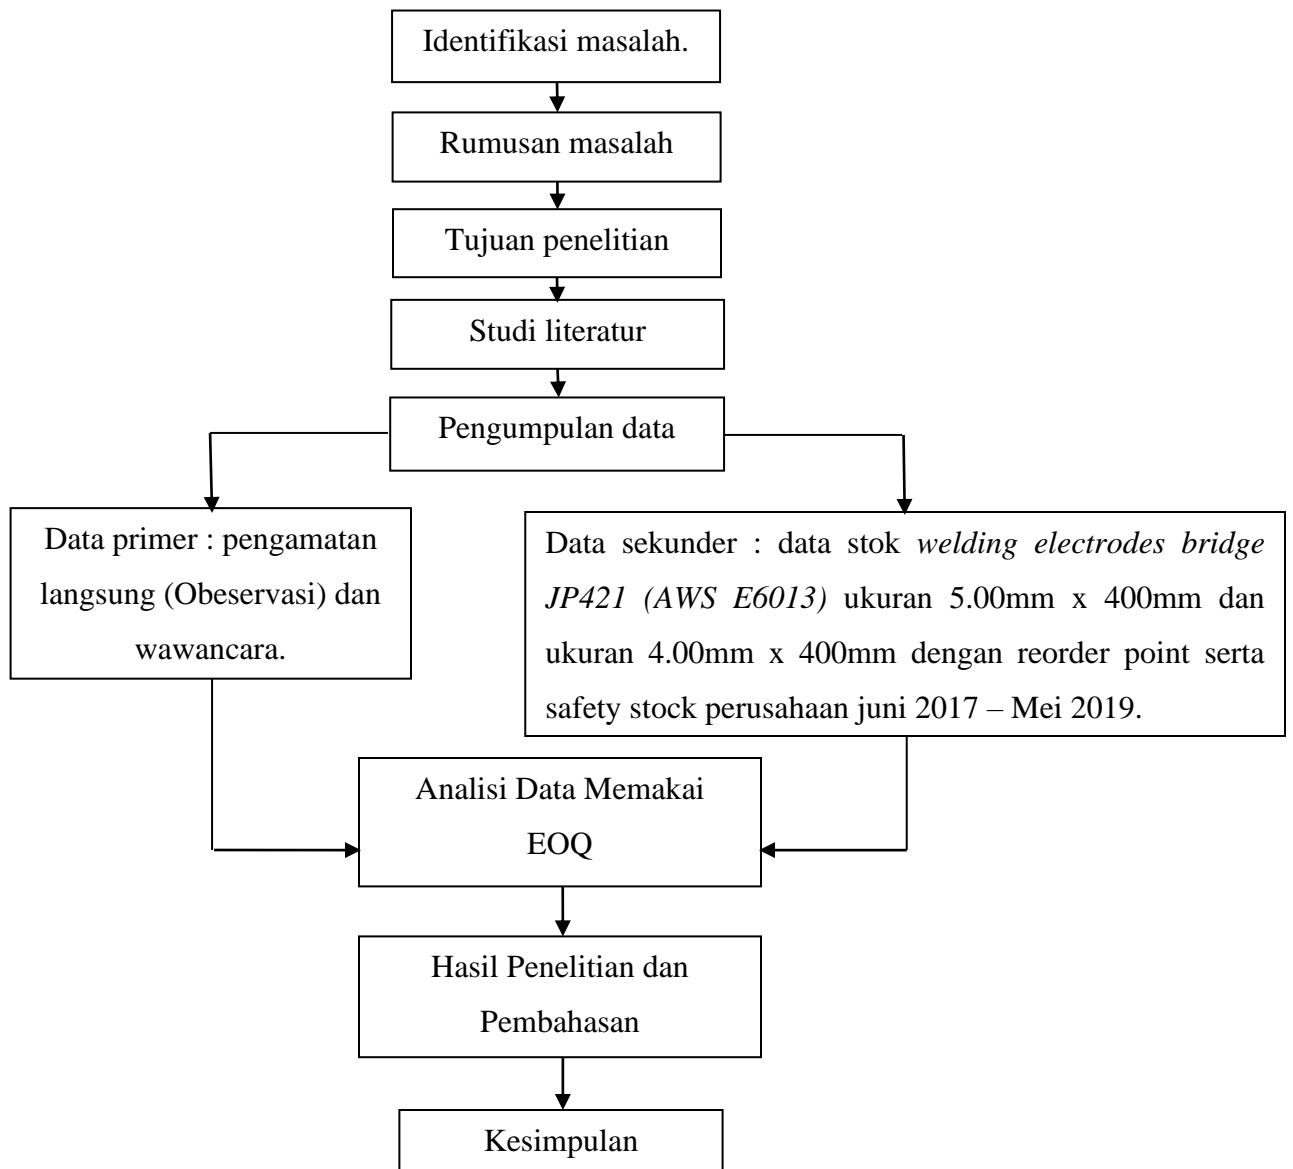 Identifikasi masalah.
Rumusan masalah
Tujuan penelitian
Studi literatur
Pengumpulan data
Data primer : pengamatan
langsung (Obeservasi) dan
wawancara.
Data sekunder : data stok welding electrodes bridge
JP421 (AWS E6013) ukuran 5.00mm x 400mm dan
ukuran 4.00mm x 400mm dengan reorder point serta
safety stock perusahaan juni 2017 – Mei 2019.
Analisi Data Memakai
EOQ
Hasil Penelitian dan
Pembahasan
Kesimpulan